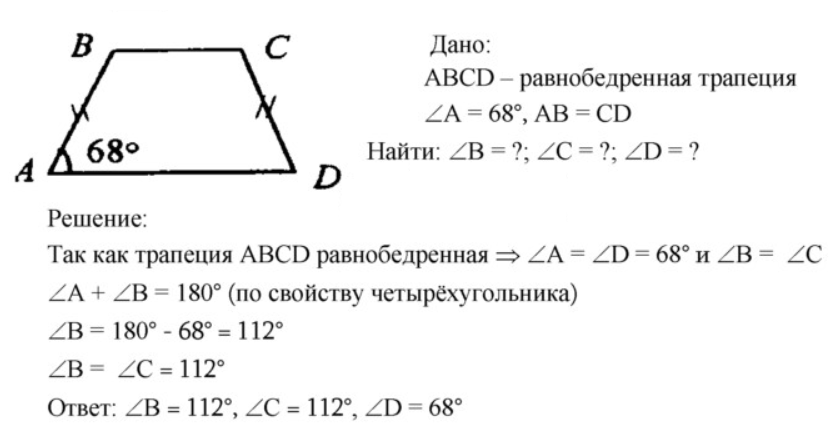 B C
68°
A D
Дано:
ABCD – равнобедренная трапеция
∠A = 68°, AB = CD
Найти: ∠B = ?; ∠C = ?; ∠D = ?
Решение:
Так как трапеция ABCD равнобедренная ⇒ ∠A = ∠D = 68° и ∠B = ∠C
∠A + ∠B = 180° (по свойству четырёхугольника)
∠B = 180° - 68° = 112°
∠B = ∠C = 112°
Ответ: ∠B = 112°, ∠C = 112°, ∠D = 68°